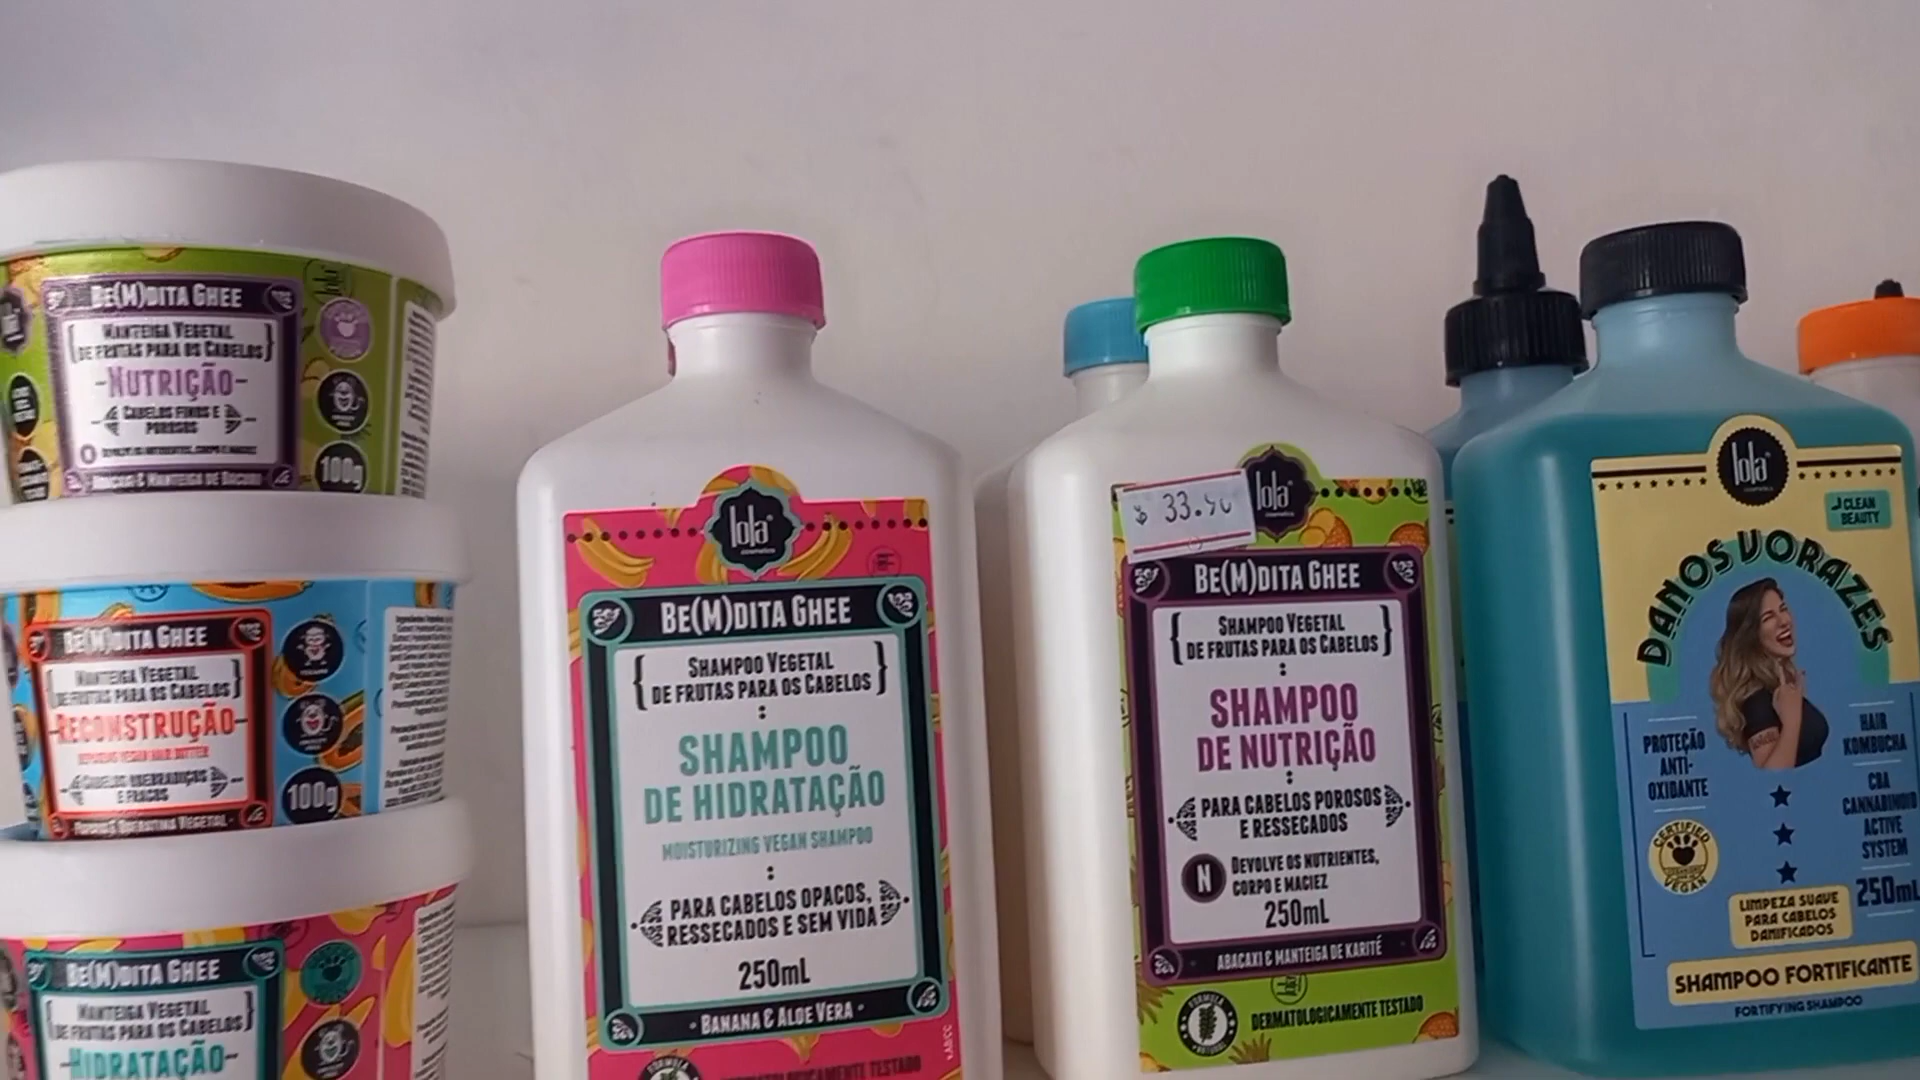 BE(M)DITA GHEE
MANTEIGA VEGETAL
DE FRUTAS PARA OS CABELOS
NUTRIÇÃO
CABELOS FINOS E
POROSOS
100g
BE(M)DITA GHEE
MANTEIGA VEGETAL
DE FRUTAS PARA OS CABELOS
RECONSTRUÇÃO
CABELOS QUEBRADIÇOS
E FRACOS
100g
BE(M)DITA GHEE
MANTEIGA VEGETAL
DE FRUTAS PARA OS CABELOS
HIDRATAÇÃO
lola
cosmetics
BE(M)DITA GHEE
SHAMPOO VEGETAL
DE FRUTAS PARA OS CABELOS
SHAMPOO
DE HIDRATAÇÃO
MOISTURIZING VEGAN SHAMPOO
PARA CABELOS OPACOS,
RESSECADOS E SEM VIDA
250mL
BANANA & ALOE VERA
DERMATOLOGICAMENTE TESTADO
lola
cosmetics
BE(M)DITA GHEE
SHAMPOO VEGETAL
DE FRUTAS PARA OS CABELOS
SHAMPOO
DE NUTRIÇÃO
PARA CABELOS POROSOS
E RESSECADOS
N DEVOLVE OS NUTRIENTES,
CORPO E MACIEZ
250mL
ABACAXI & MANTEIGA DE KARITÉ
DERMATOLOGICAMENTE TESTADO
lola
cosmetics
CLEAN
BEAUTY
DANOS VORAZES
PROTEÇÃO
ANTI-
OXIDANTE
HAIR
KOMBUCHA
CBA
CANNABINOID
ACTIVE
SYSTEM
CERTIFIED
VEGAN
250mL
LIMPEZA SUAVE
PARA CABELOS
DANIFICADOS
SHAMPOO FORTIFICANTE
FORTIFYING SHAMPOO